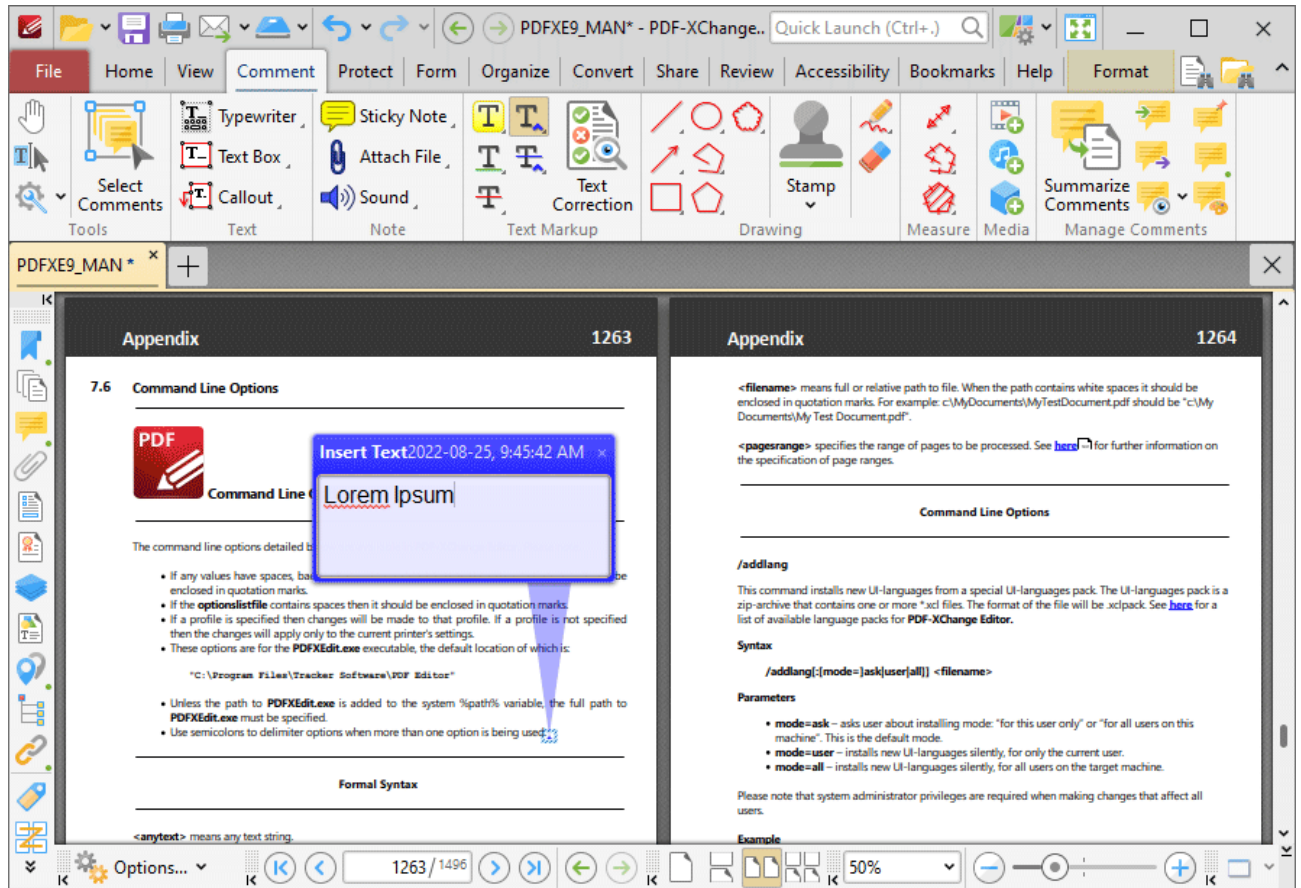 PDFXE9_MAN* - PDF-XChange.. Quick Launch (Ctrl+.)
File Home View Comment Protect Form Organize Convert Share Review Accessibility Bookmarks Help Format
Typewriter Sticky Note
Text Box Attach File
Select Comments Callout Sound Text Correction Stamp Summarize Comments
Tools Text Note Text Markup Drawing Measure Media Manage Comments
PDFXE9_MAN *
Appendix 1263
7.6 Command Line Options
PDF
Command Line
Insert Text2022-08-25, 9:45:42 AM
Lorem Ipsum
The command line options detailed
• If any values have spaces, be
enclosed in quotation marks.
• If the optionslistfile contains spaces then it should be enclosed in quotation marks.
• If a profile is specified then changes will be made to that profile. If a profile is not specified
then the changes will apply only to the current printer's settings.
• These options are for the PDFXEdit.exe executable, the default location of which is:
"C:\Program Files\Tracker Software\PDF Editor"
• Unless the path to PDFXEdit.exe is added to the system %path% variable, the full path to
PDFXEdit.exe must be specified.
• Use semicolons to delimiter options when more than one option is being used.
Formal Syntax
<anytext> means any text string.
Appendix 1264
<filename> means full or relative path to file. When the path contains white spaces it should be
enclosed in quotation marks. For example: c:\MyDocuments\MyTestDocument.pdf should be "c:\My
Documents\My Test Document.pdf".
<pagesrange> specifies the range of pages to be processed. See here for further information on
the specification of page ranges.
Command Line Options
/addlang
This command installs new UI-languages from a special UI-languages pack. The UI-languages pack is a
zip-archive that contains one or more *.xcl files. The format of the file will be .xclpack. See here for a
list of available language packs for PDF-XChange Editor.
Syntax
/addlang[:[mode=]ask|user|all]] <filename>
Parameters
• mode=ask – asks user about installing mode: "for this user only" or "for all users on this
machine". This is the default mode.
• mode=user – installs new UI-languages silently, for only the current user.
• mode=all – installs new UI-languages silently, for all users on the target machine.
Please note that system administrator privileges are required when making changes that affect all
users.
Example
Options... 1263 / 1496 50%